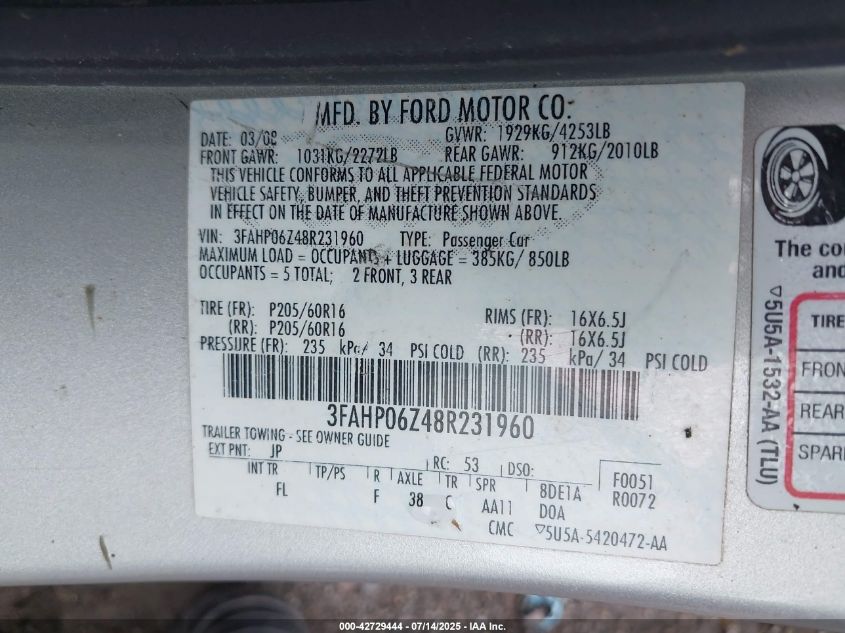 MFD. BY FORD MOTOR CO.
DATE: 03/08 GVWR: 1929KG/4253LB
FRONT GAWR: 1031KG/2272LB REAR GAWR: 912KG/2010LB
THIS VEHICLE CONFORMS TO ALL APPLICABLE FEDERAL MOTOR
VEHICLE SAFETY, BUMPER, AND THEFT PREVENTION STANDARDS
IN EFFECT ON THE DATE OF MANUFACTURE SHOWN ABOVE.
VIN: 3FAHP06Z48R231960 TYPE: Passenger Car
MAXIMUM LOAD = OCCUPANTS + LUGGAGE = 385KG/ 850LB
OCCUPANTS = 5 TOTAL; 2 FRONT, 3 REAR
TIRE (FR): P205/60R16 RIMS (FR): 16X6.5J
(RR): P205/60R16 (RR): 16X6.5J
PRESSURE (FR): 235 kPa/ 34 PSI COLD (RR): 235 kPa/ 34 PSI COLD
3FAHP06Z48R231960
TRAILER TOWING - SEE OWNER GUIDE
EXT PNT: JP RC: 53 DSO: F0051
INT TR TP/PS R AXLE TR SPR 8DE1A R0072
FL F 38 C AA11 DOA
CMC ▽5U5A-5420472-AA
The
and
▽5U5A-1532-AA (TLU)
TIRE
REAR
000-42729444 - 07/14/2025 - IAA Inc.